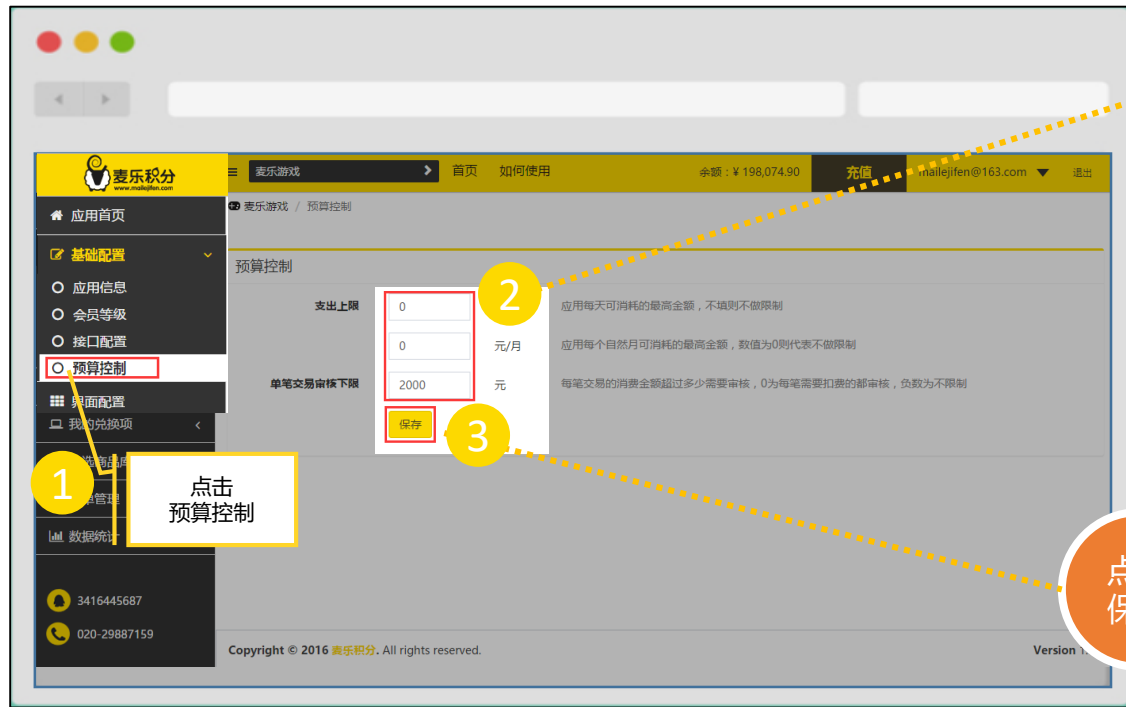 麦乐积分
www.mailejifen.com
麦乐游戏
首页
如何使用
余额：¥ 198,074.90
充值
mailejifen@163.com
退出
应用首页
麦乐游戏 / 预算控制
基础配置
预算控制
应用信息
会员等级
接口配置
预算控制
界面配置
支出上限
0
2
应用每天可消耗的最高金额，不填则不做限制
0
元/月
应用每个自然月可消耗的最高金额，数值为0则代表不做限制
单笔交易审核下限
2000
元
每笔交易的消费金额超过多少需要审核，0为每笔需要扣费的都审核，负数为不限制
保存
3
我的兑换项
1
管理
点击
预算控制
数据统计
3416445687
020-29887159
点
保
Copyright © 2016 麦乐积分. All rights reserved.
Version 1.